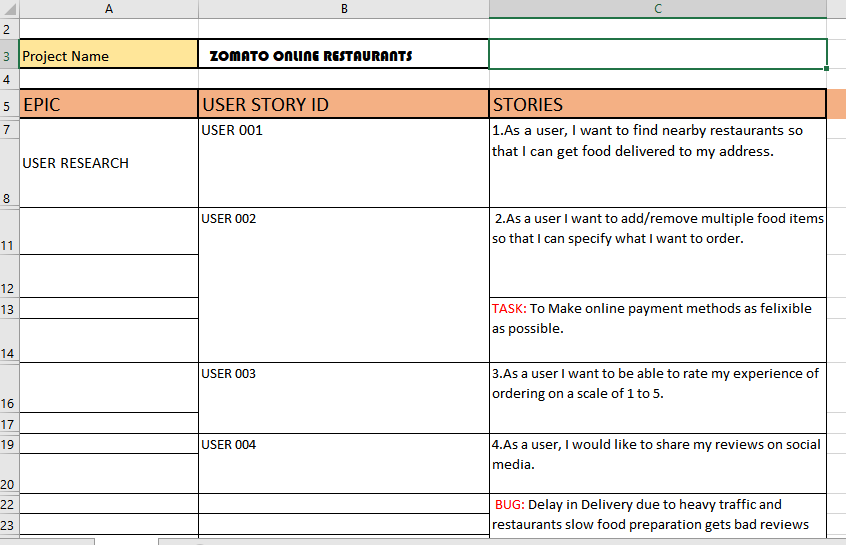 A B C
2
3 Project Name ZOMATO ONLINE RESTAURANTS
4
5 EPIC USER STORY ID STORIES
7 USER 001 1.As a user, I want to find nearby restaurants so
that I can get food delivered to my address.
USER RESEARCH
8
USER 002 2.As a user I want to add/remove multiple food items
11 so that I can specify what I want to order.
12
13 TASK: To Make online payment methods as felixible
as possible.
14
USER 003 3.As a user I want to be able to rate my experience of
16 ordering on a scale of 1 to 5.
17
19 USER 004 4.As a user, I would like to share my reviews on social
20 media.
22 BUG: Delay in Delivery due to heavy traffic and
23 restaurants slow food preparation gets bad reviews